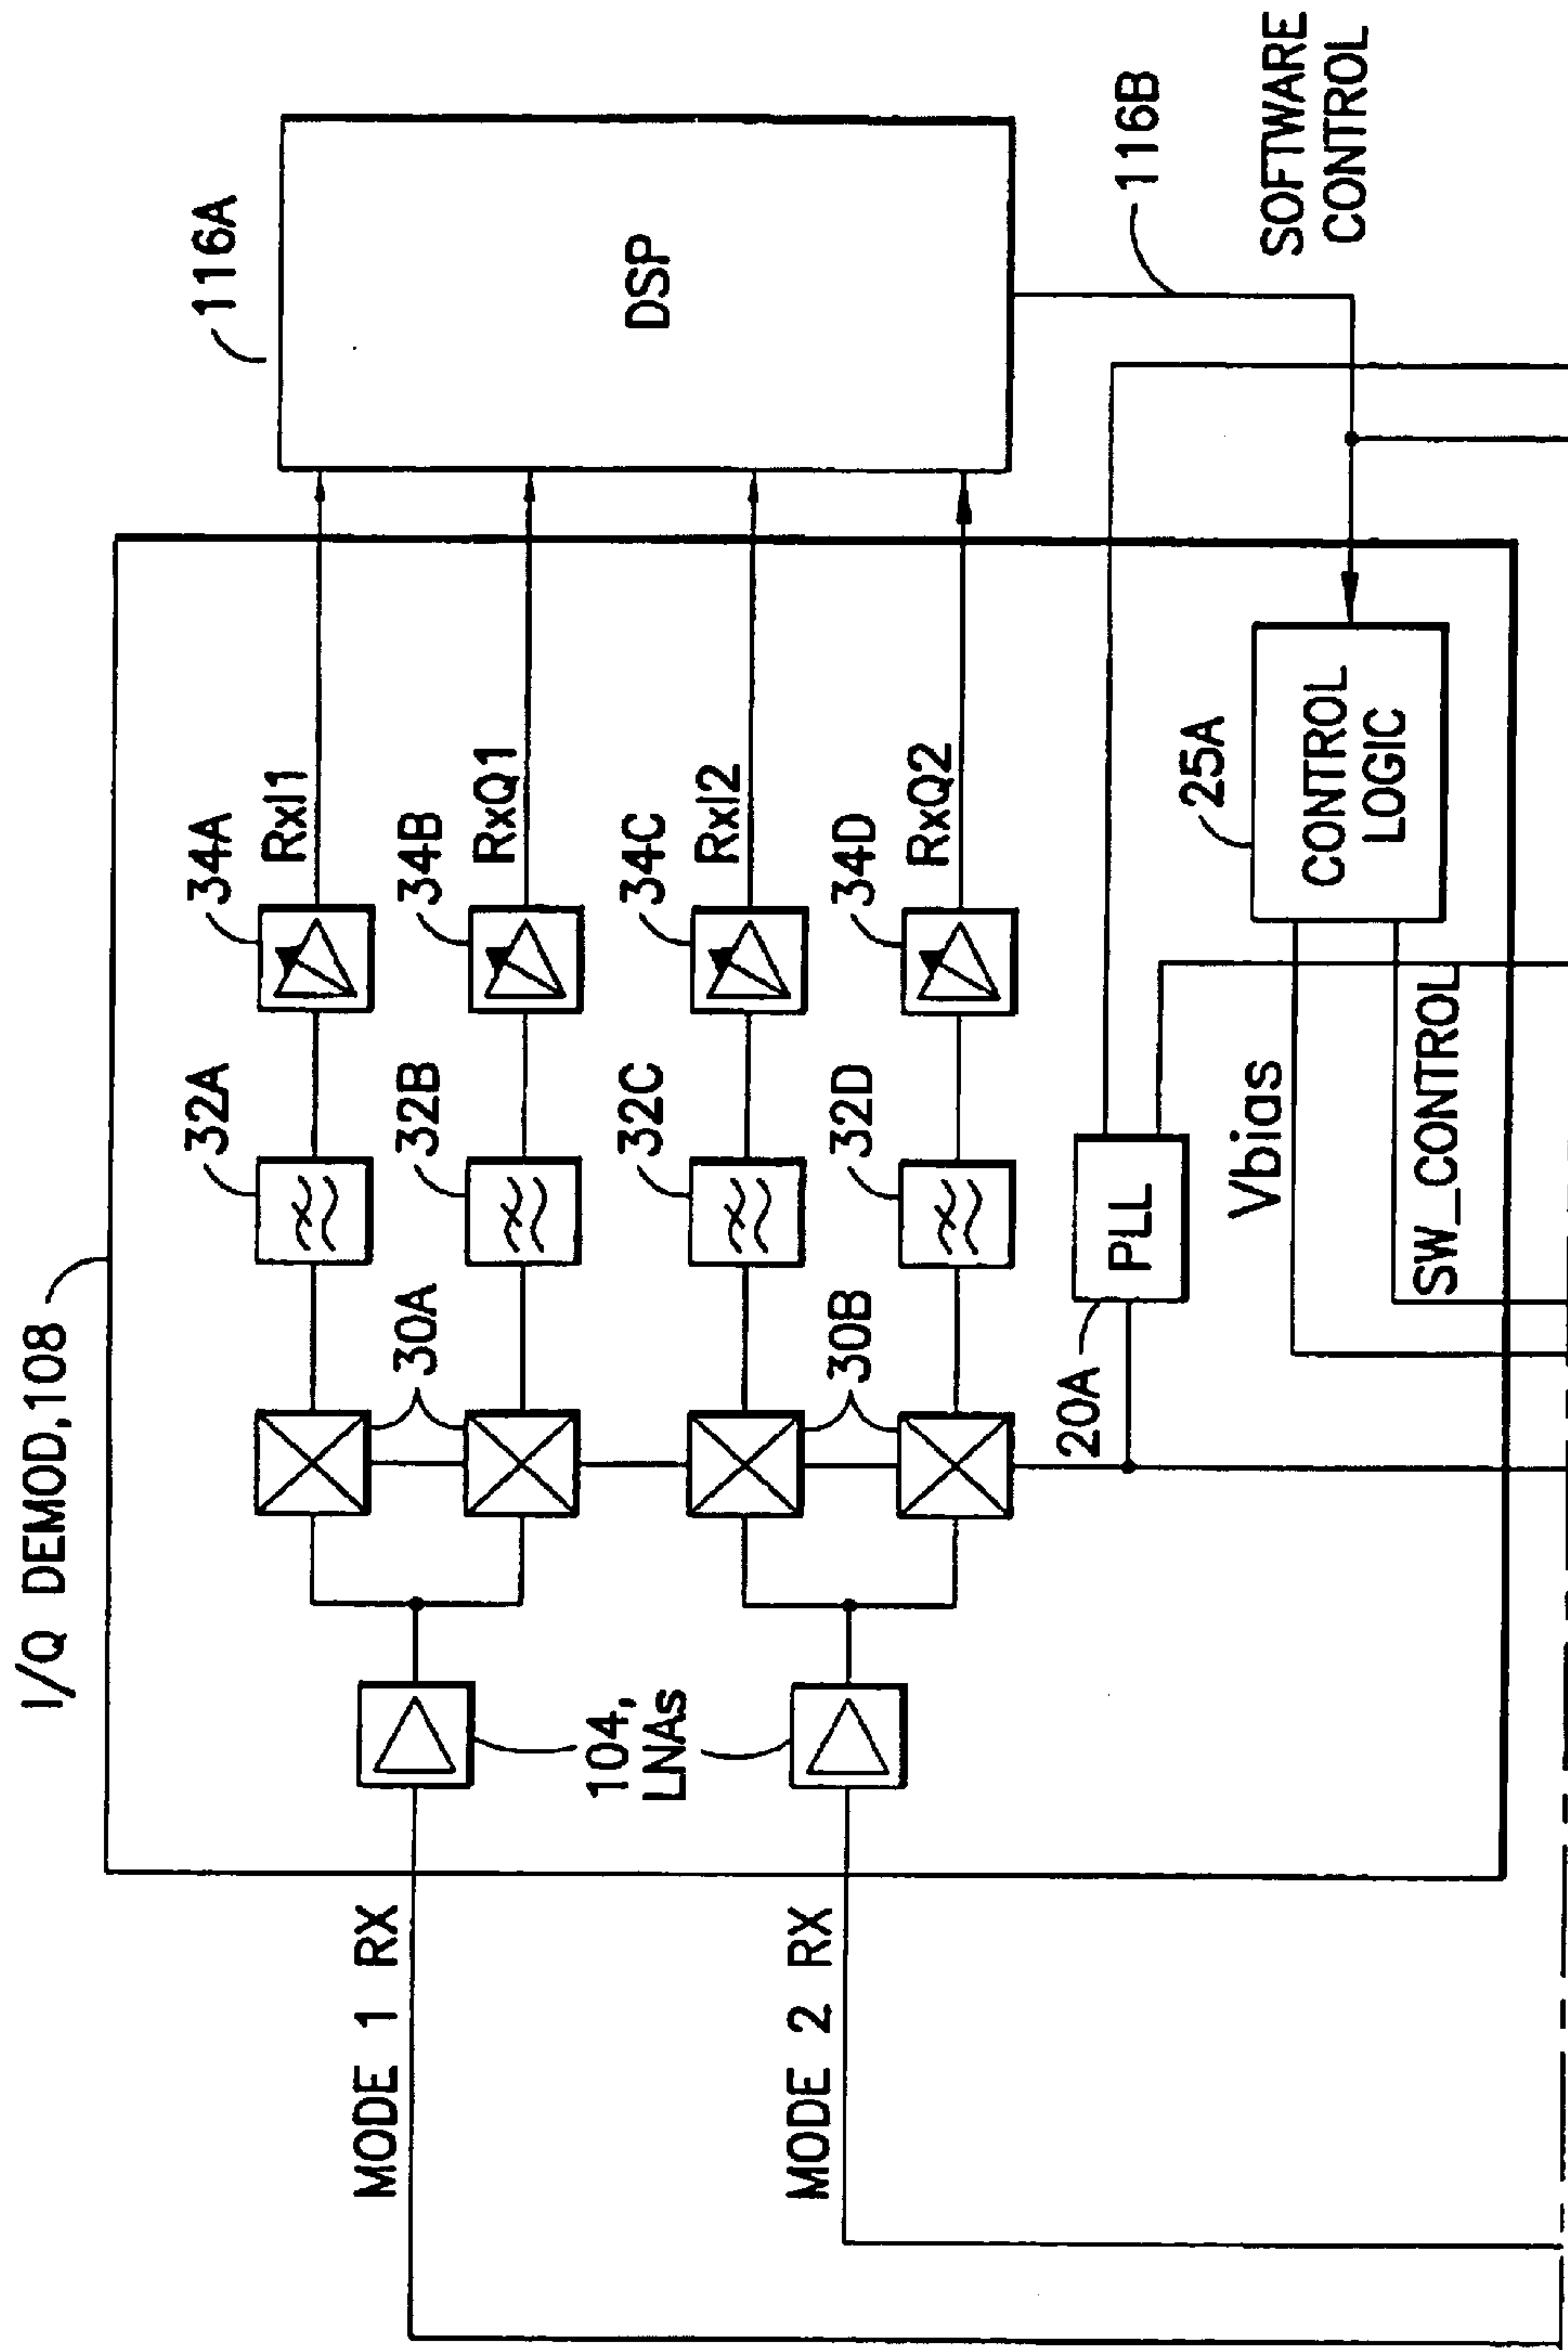 I/Q DEMOD,108
116A
34A
RxI1
32A
MODE 1 RX
30A
32B
34B
RxQ1
DSP
104,
LNAs
32C
34C
RxI2
MODE 2 RX
30B
32D
34D
RxQ2
20A
PLL
116B
25A
Vbias
CONTROL
LOGIC
SW_CONTROL
SOFTWARE
CONTROL